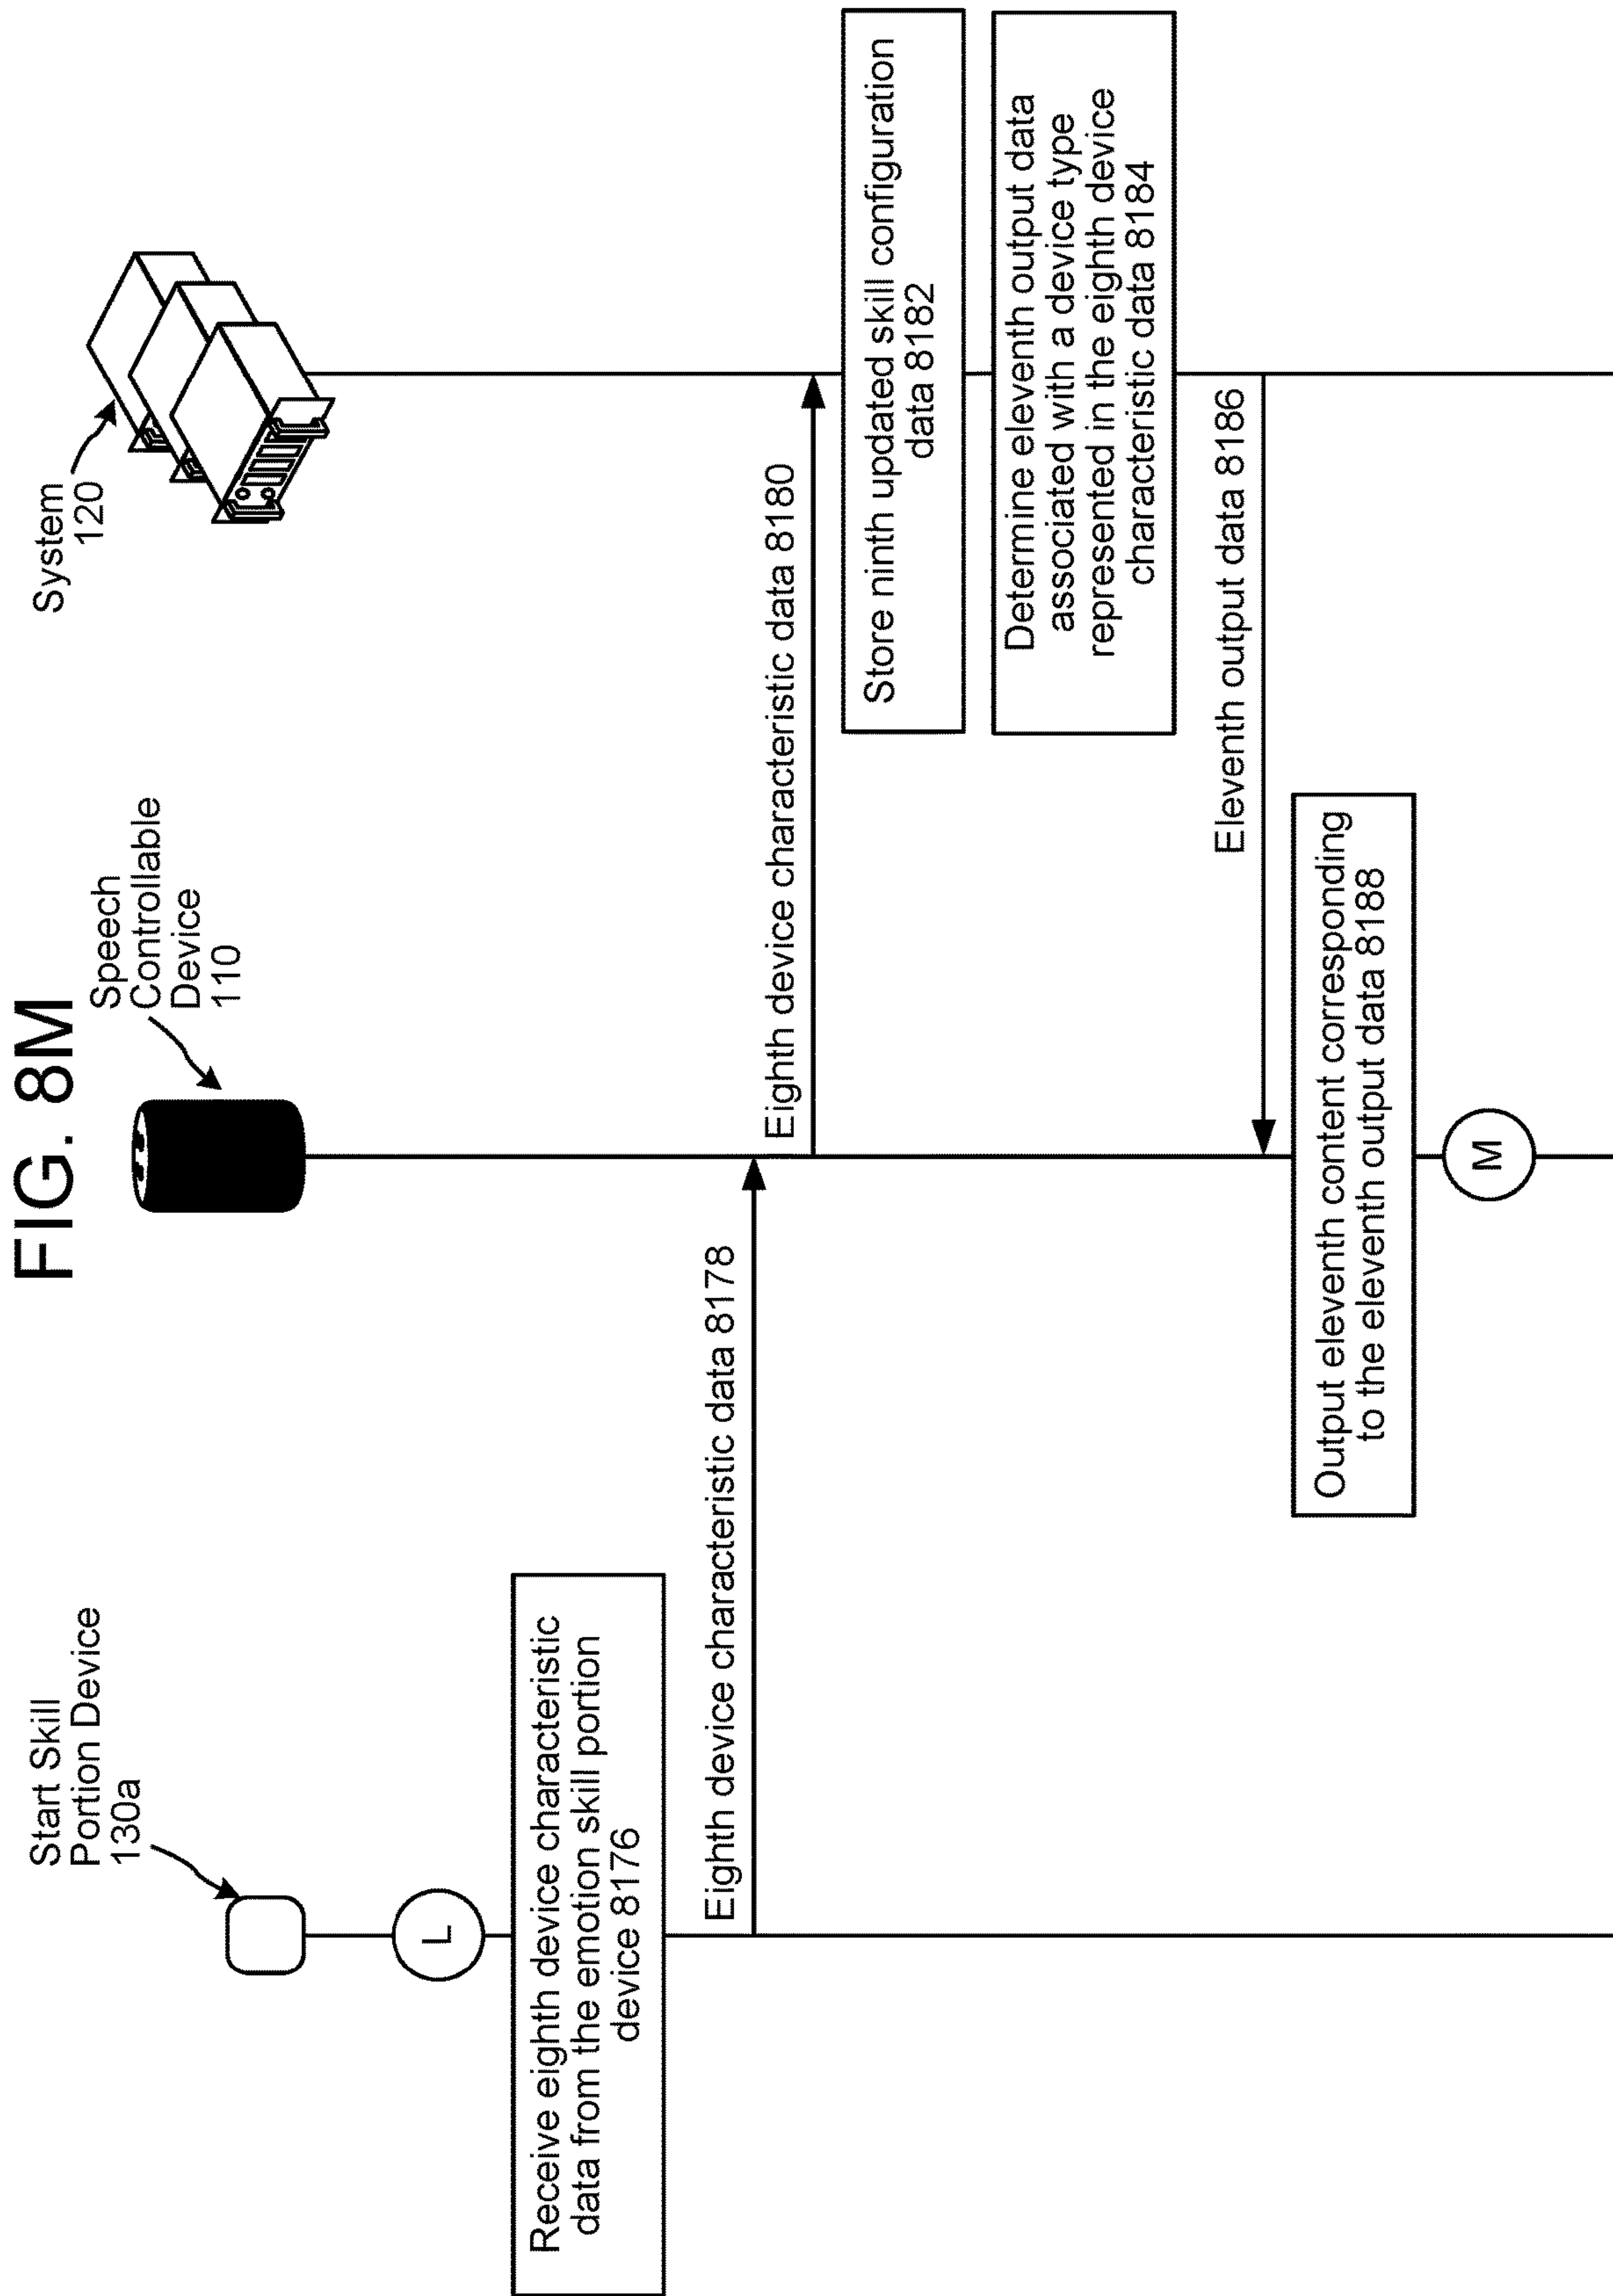 FIG. 8M
Start Skill
Portion Device
130a
Speech
Controllable
Device
110
System
120
L
Receive eighth device characteristic
data from the emotion skill portion
device 8176
Eighth device characteristic data 8178
Eighth device characteristic data 8180
Store ninth updated skill configuration
data 8182
Determine eleventh output data
associated with a device type
represented in the eighth device
characteristic data 8184
Eleventh output data 8186
Output eleventh content corresponding
to the eleventh output data 8188
M